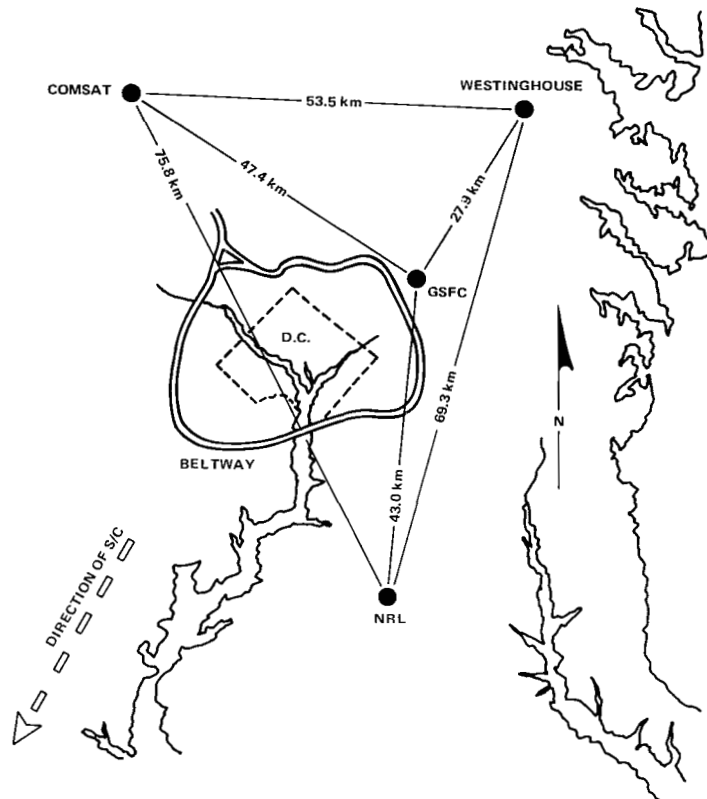 COMSAT
WESTINGHOUSE
53.5 km
75.8 km
47.4 km
27.9 km
GSFC
D.C.
69.3 km
N
BELTWAY
43.0 km
DIRECTION OF S/C
NRL